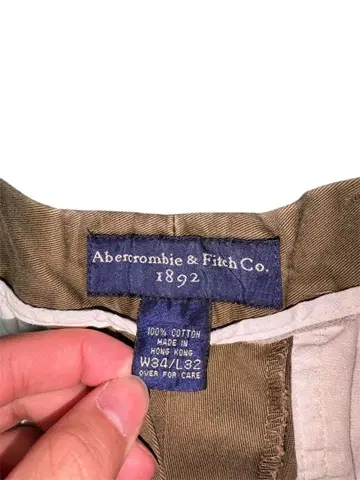 Abercrombie & Fitch Co.
1892
100% COTTON
MADE IN
HONG KONG
W34/L32
OVER FOR CARE